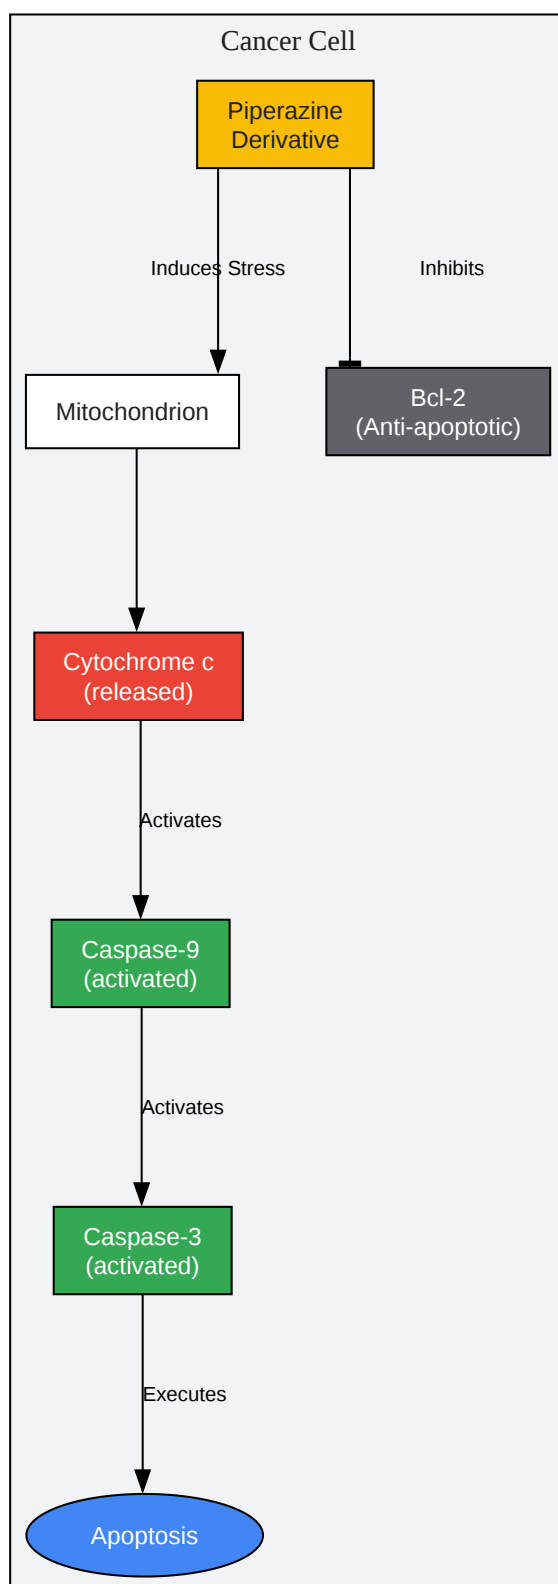 Cancer Cell
Piperazine
Derivative
Induces Stress
Inhibits
Mitochondrion
Bcl-2
(Anti-apoptotic)
Cytochrome c
(released)
Activates
Caspase-9
(activated)
Activates
Caspase-3
(activated)
Executes
Apoptosis